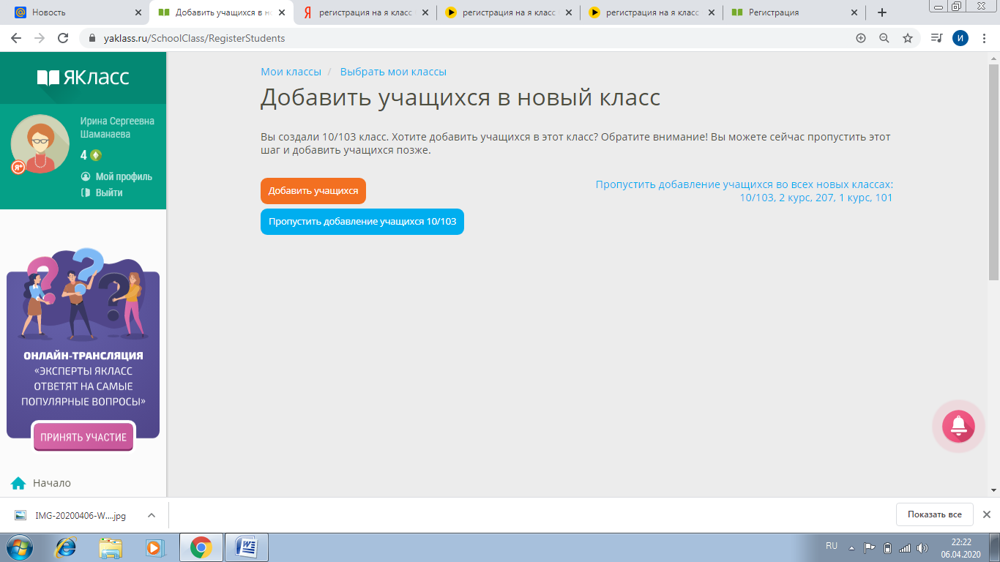 Новость
Добавить учащихся в но
регистрация на я класс
регистрация на я класс
регистрация на я класс
Регистрация
yaklass.ru/SchoolClass/RegisterStudents
И
ЯКласс
Ирина Сергеевна
Шаманаева
4
Я+
Мой профиль
Выйти
ОНЛАЙН-ТРАНСЛЯЦИЯ
«ЭКСПЕРТЫ ЯКЛАСС
ОТВЕТЯТ НА САМЫЕ
ПОПУЛЯРНЫЕ ВОПРОСЫ»
ПРИНЯТЬ УЧАСТИЕ
Начало
Мои классы / Выбрать мои классы
Добавить учащихся в новый класс
Вы создали 10/103 класс. Хотите добавить учащихся в этот класс? Обратите внимание! Вы можете сейчас пропустить этот
шаг и добавить учащихся позже.
Добавить учащихся
Пропустить добавление учащихся 10/103
Пропустить добавление учащихся во всех новых классах:
10/103, 2 курс, 207, 1 курс, 101
IMG-20200406-W....jpg
Показать все
RU
22:22
06.04.2020